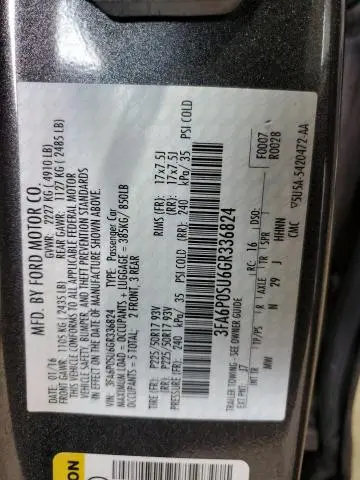 MFD. BY FORD MOTOR CO.
DATE: 01/16 GVWR: 2227 KG ( 4910 LB)
FRONT GAWR: 1105 KG ( 2435 LB) REAR GAWR: 1127 KG ( 2485 LB)
THIS VEHICLE CONFORMS TO ALL APPLICABLE FEDERAL MOTOR
VEHICLE SAFETY, BUMPER, AND THEFT PREVENTION STANDARDS
IN EFFECT ON THE DATE OF MANUFACTURE SHOWN ABOVE.
VIN: 3FA6P0SU6GR336824 TYPE: Passenger Car
MAXIMUM LOAD = OCCUPANTS + LUGGAGE = 385KG/ 850LB
OCCUPANTS = 5 TOTAL: 2 FRONT, 3 REAR
TIRE (FR): P225/50R17 93V RIMS (FR): 17x7.5J
P225/50R17 93V (RR): 17x7.5J
FR: 240 kPa/ 35 PSI COLD (RR): 240 kPa/ 35 PSI COLD
3FA6P0SU6GR336824
TRAILER TOWING--SEE OWNER GUIDE
F0007
R0028
EXT PNT: J7 RC: 16 DSO:
INT TR TP/PS R AXLE TR SPR
MW N 29 J HHNN
CMC ▽5U5A-5420472-AA
ON